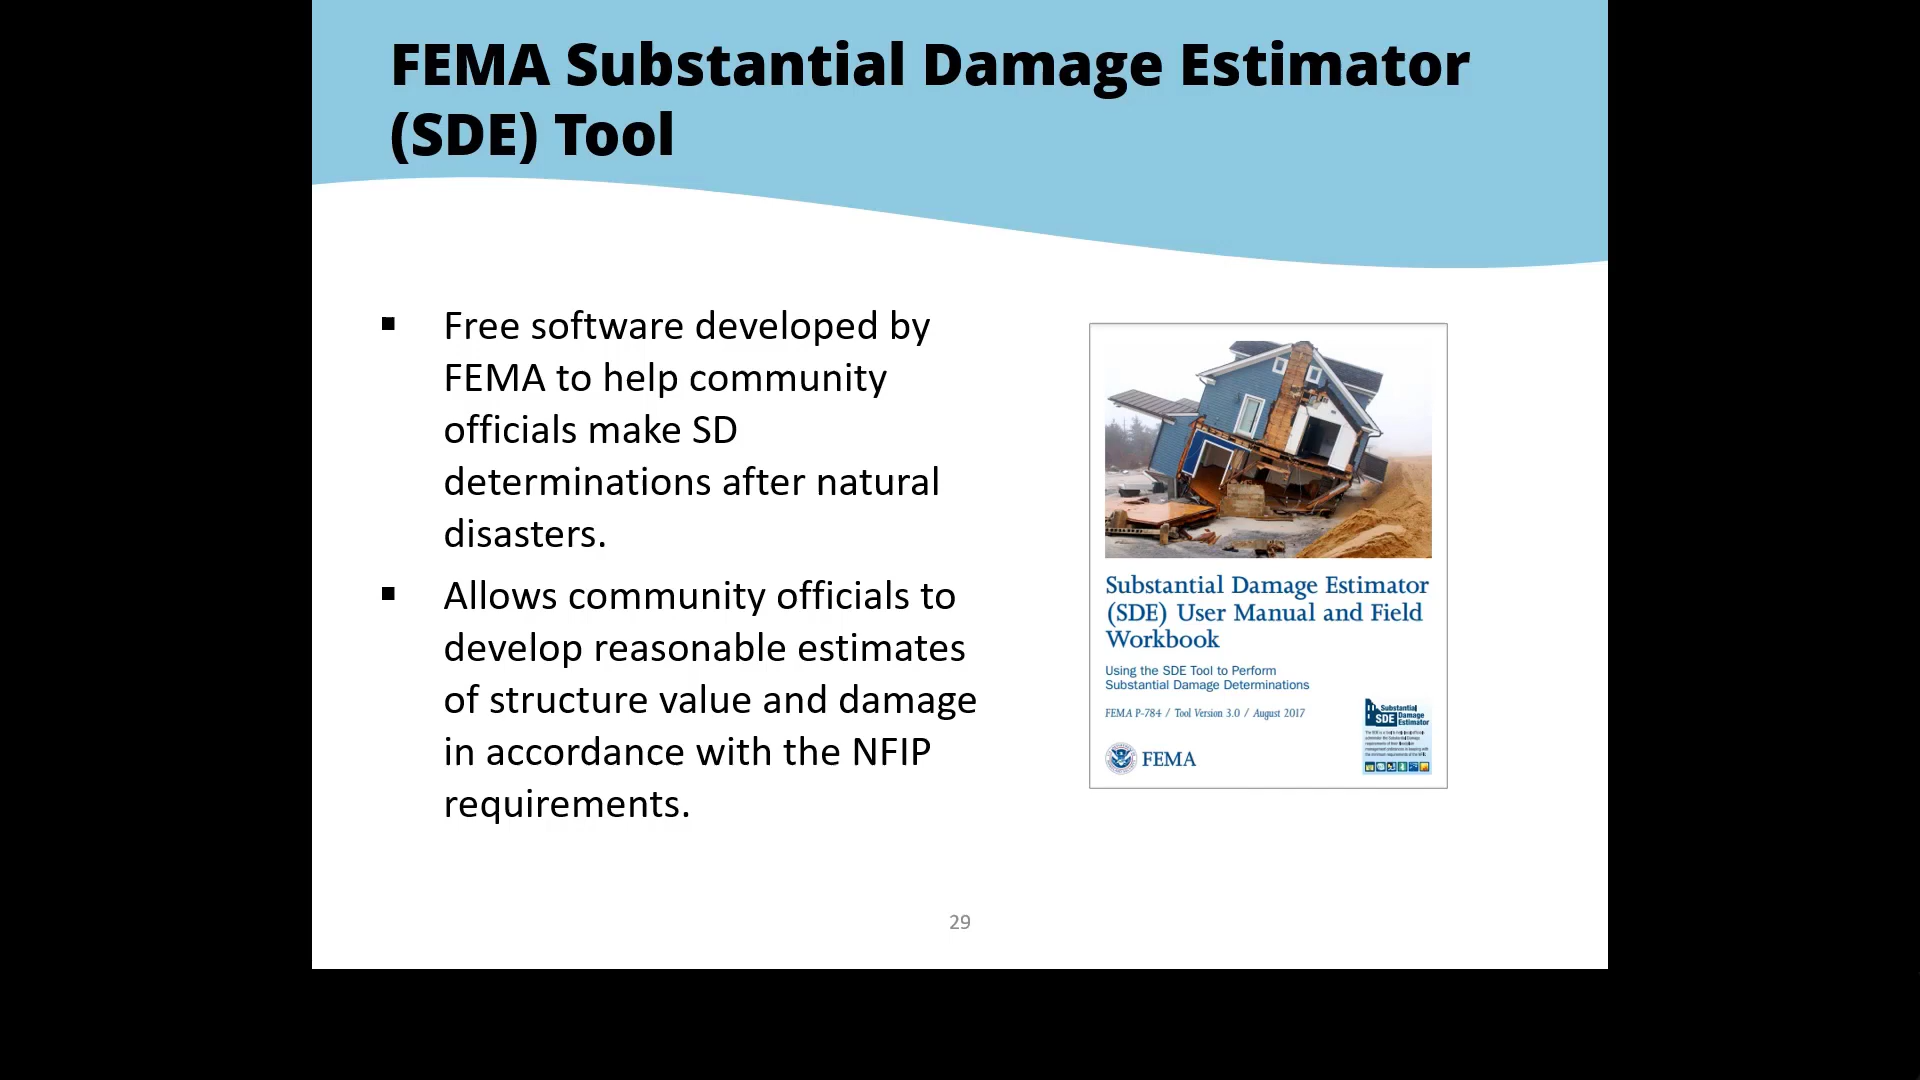 FEMA Substantial Damage Estimator
(SDE) Tool
▪ Free software developed by
FEMA to help community
officials make SD
determinations after natural
disasters.
▪ Allows community officials to
develop reasonable estimates
of structure value and damage
in accordance with the NFIP
requirements.
Substantial Damage Estimator
(SDE) User Manual and Field
Workbook
Using the SDE Tool to Perform
Substantial Damage Determinations
FEMA P-784 / Tool Version 3.0 / August 2017
FEMA
Substantial
SDE Damage
Estimator
29